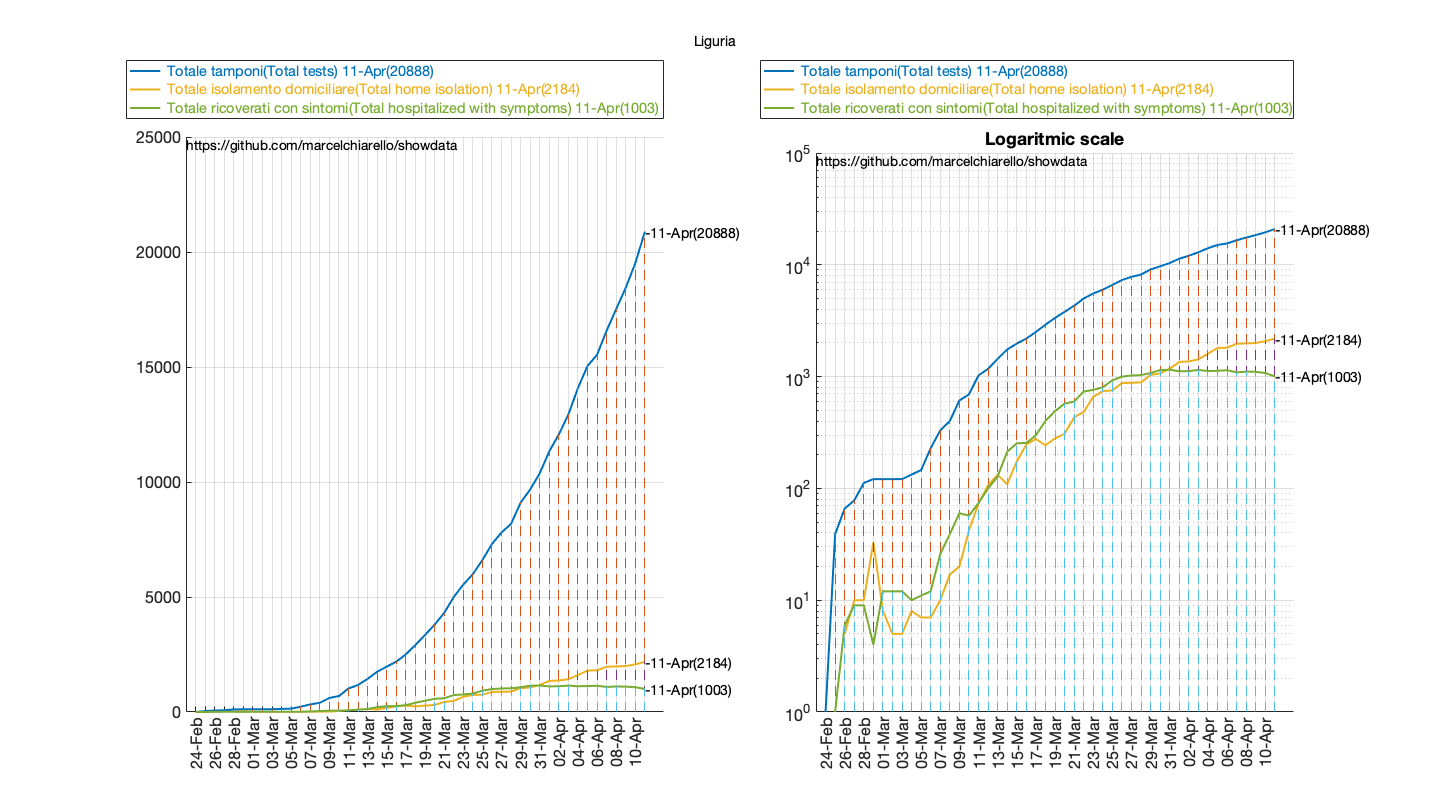 Liguria
Totale tamponi(Total tests) 11-Apr(20888)
Totale isolamento domiciliare(Total home isolation) 11-Apr(2184)
Totale ricoverati con sintomi(Total hospitalized with symptoms) 11-Apr(1003)
25000
https://github.com/marcelchiarello/showdata
20000
15000
10000
5000
0
-11-Apr(20888)
-11-Apr(2184)
-11-Apr(1003)
24-Feb
26-Feb
28-Feb
01-Mar
03-Mar
05-Mar
07-Mar
09-Mar
11-Mar
13-Mar
15-Mar
17-Mar
19-Mar
21-Mar
23-Mar
25-Mar
27-Mar
29-Mar
31-Mar
02-Apr
04-Apr
06-Apr
08-Apr
10-Apr
Totale tamponi(Total tests) 11-Apr(20888)
Totale isolamento domiciliare(Total home isolation) 11-Apr(2184)
Totale ricoverati con sintomi(Total hospitalized with symptoms) 11-Apr(1003)
Logaritmic scale
10^5
https://github.com/marcelchiarello/showdata
10^4
10^3
10^2
10^1
10^0
-11-Apr(20888)
-11-Apr(2184)
-11-Apr(1003)
24-Feb
26-Feb
28-Feb
01-Mar
03-Mar
05-Mar
07-Mar
09-Mar
11-Mar
13-Mar
15-Mar
17-Mar
19-Mar
21-Mar
23-Mar
25-Mar
27-Mar
29-Mar
31-Mar
02-Apr
04-Apr
06-Apr
08-Apr
10-Apr